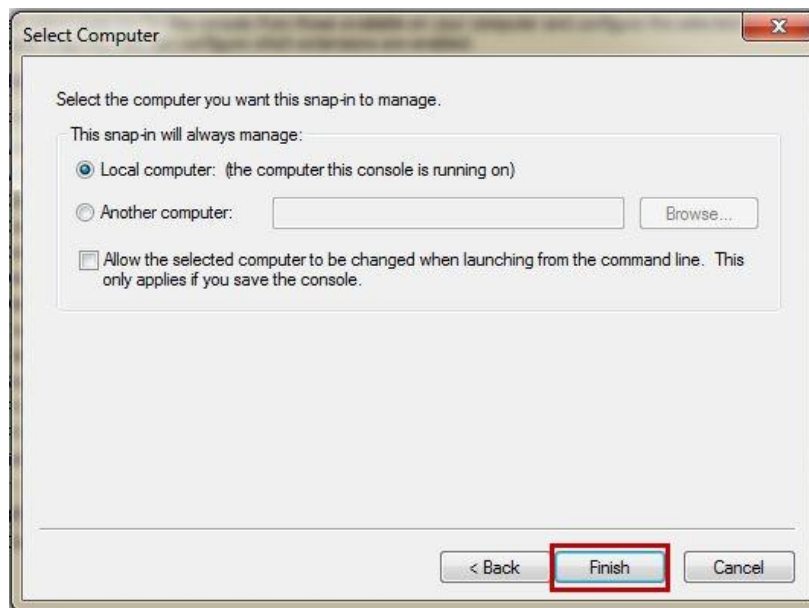 Select Computer
Select the computer you want this snap-in to manage.
This snap-in will always manage:
Local computer: (the computer this console is running on)
Another computer:
Browse...
Allow the selected computer to be changed when launching from the command line. This
only applies if you save the console.
< Back
Finish
Cancel